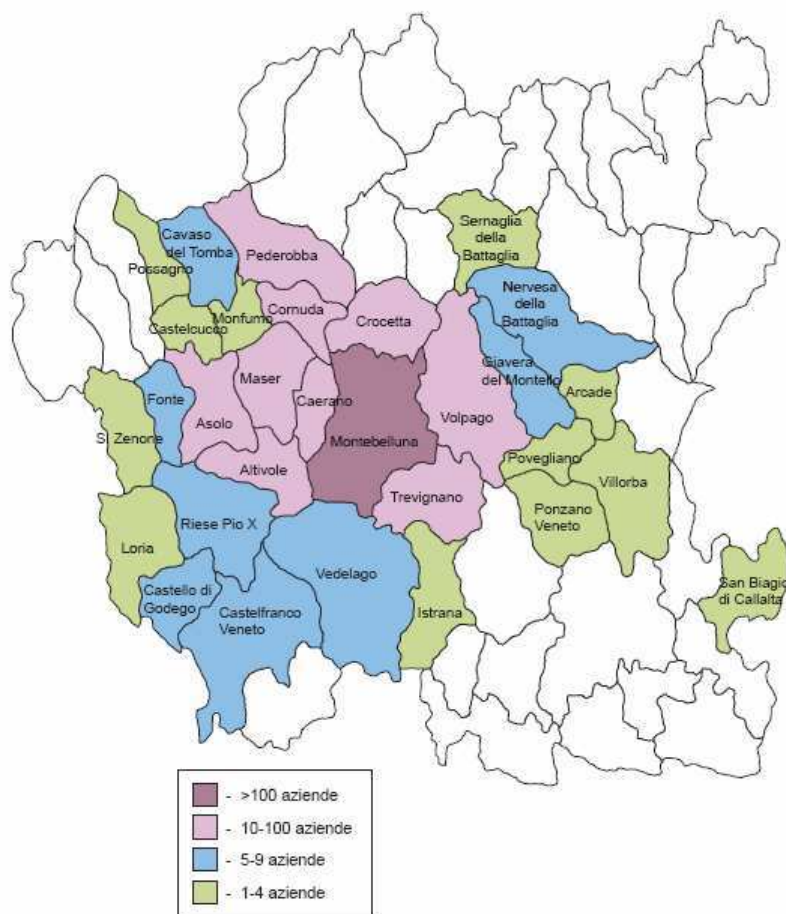 Sernaglia
della
Battaglia
Cavaso
del Tomba
Pederobba
Possagno
Nervesa
della
Battaglia
Castelcucco
Monfumo
Cornuda
Crocetta
Giavera
del Montello
Fonte
Asolo
Maser
Caerano
Arcade
Volpago
S. Zenone
Montebelluna
Altivole
Povegliano
Villorba
Trevignano
Ponzano
Veneto
Riese Pio X
Loria
Vedelago
San Biagio
di Callalta
Castello di
Godego
Castelfranco
Veneto
Istrana
- >100 aziende
- 10-100 aziende
- 5-9 aziende
- 1-4 aziende